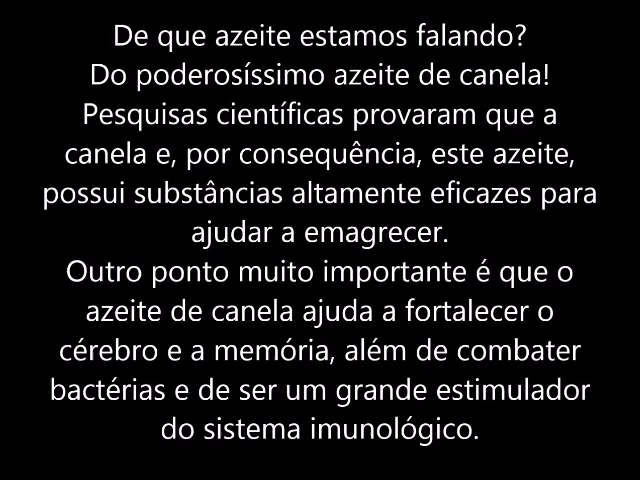 De que azeite estamos falando?
Do poderosíssimo azeite de canela!
Pesquisas científicas provaram que a
canela e, por consequência, este azeite,
possui substâncias altamente eficazes para
ajudar a emagrecer.
Outro ponto muito importante é que o
azeite de canela ajuda a fortalecer o
cérebro e a memória, além de combater
bactérias e de ser um grande estimulador
do sistema imunológico.